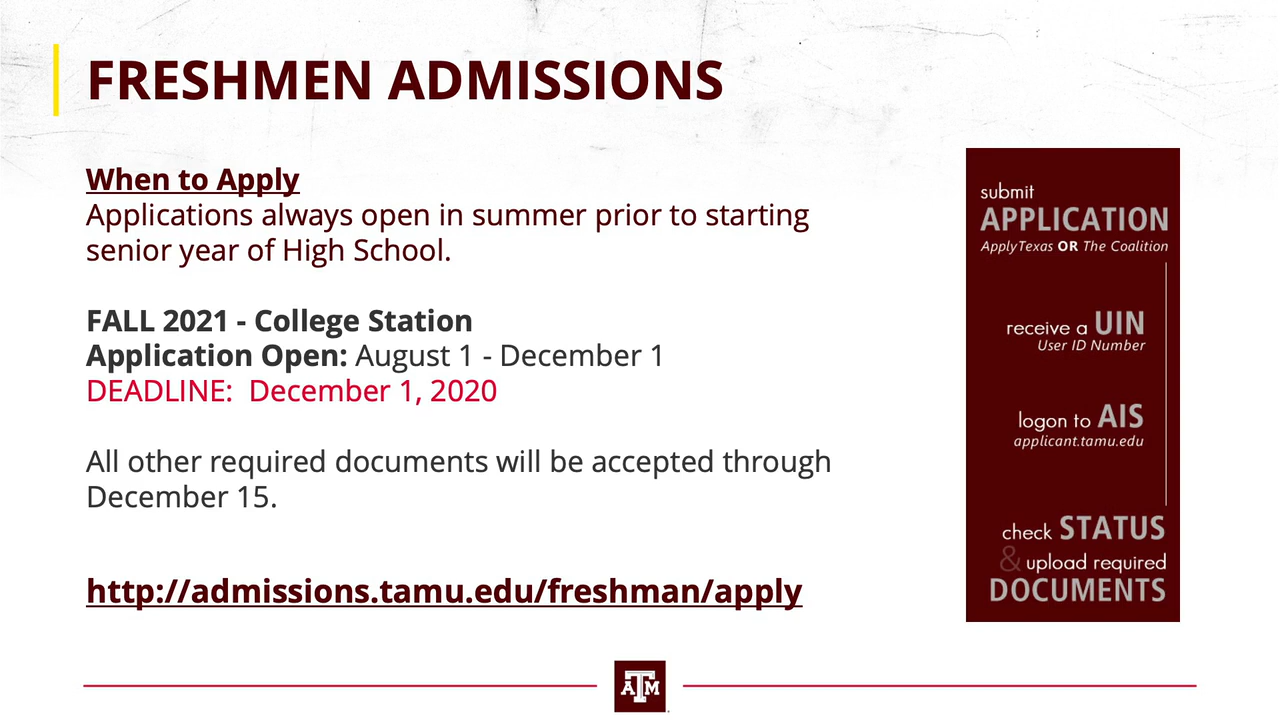 FRESHMEN ADMISSIONS
When to Apply
Applications always open in summer prior to starting
senior year of High School.
FALL 2021 - College Station
Application Open: August 1 - December 1
DEADLINE:  December 1, 2020
All other required documents will be accepted through
December 15.
http://admissions.tamu.edu/freshman/apply
submit
APPLICATION
ApplyTexas OR The Coalition
receive a UIN
User ID Number
logon to AIS
applicant.tamu.edu
check STATUS
& upload required
DOCUMENTS
ATM